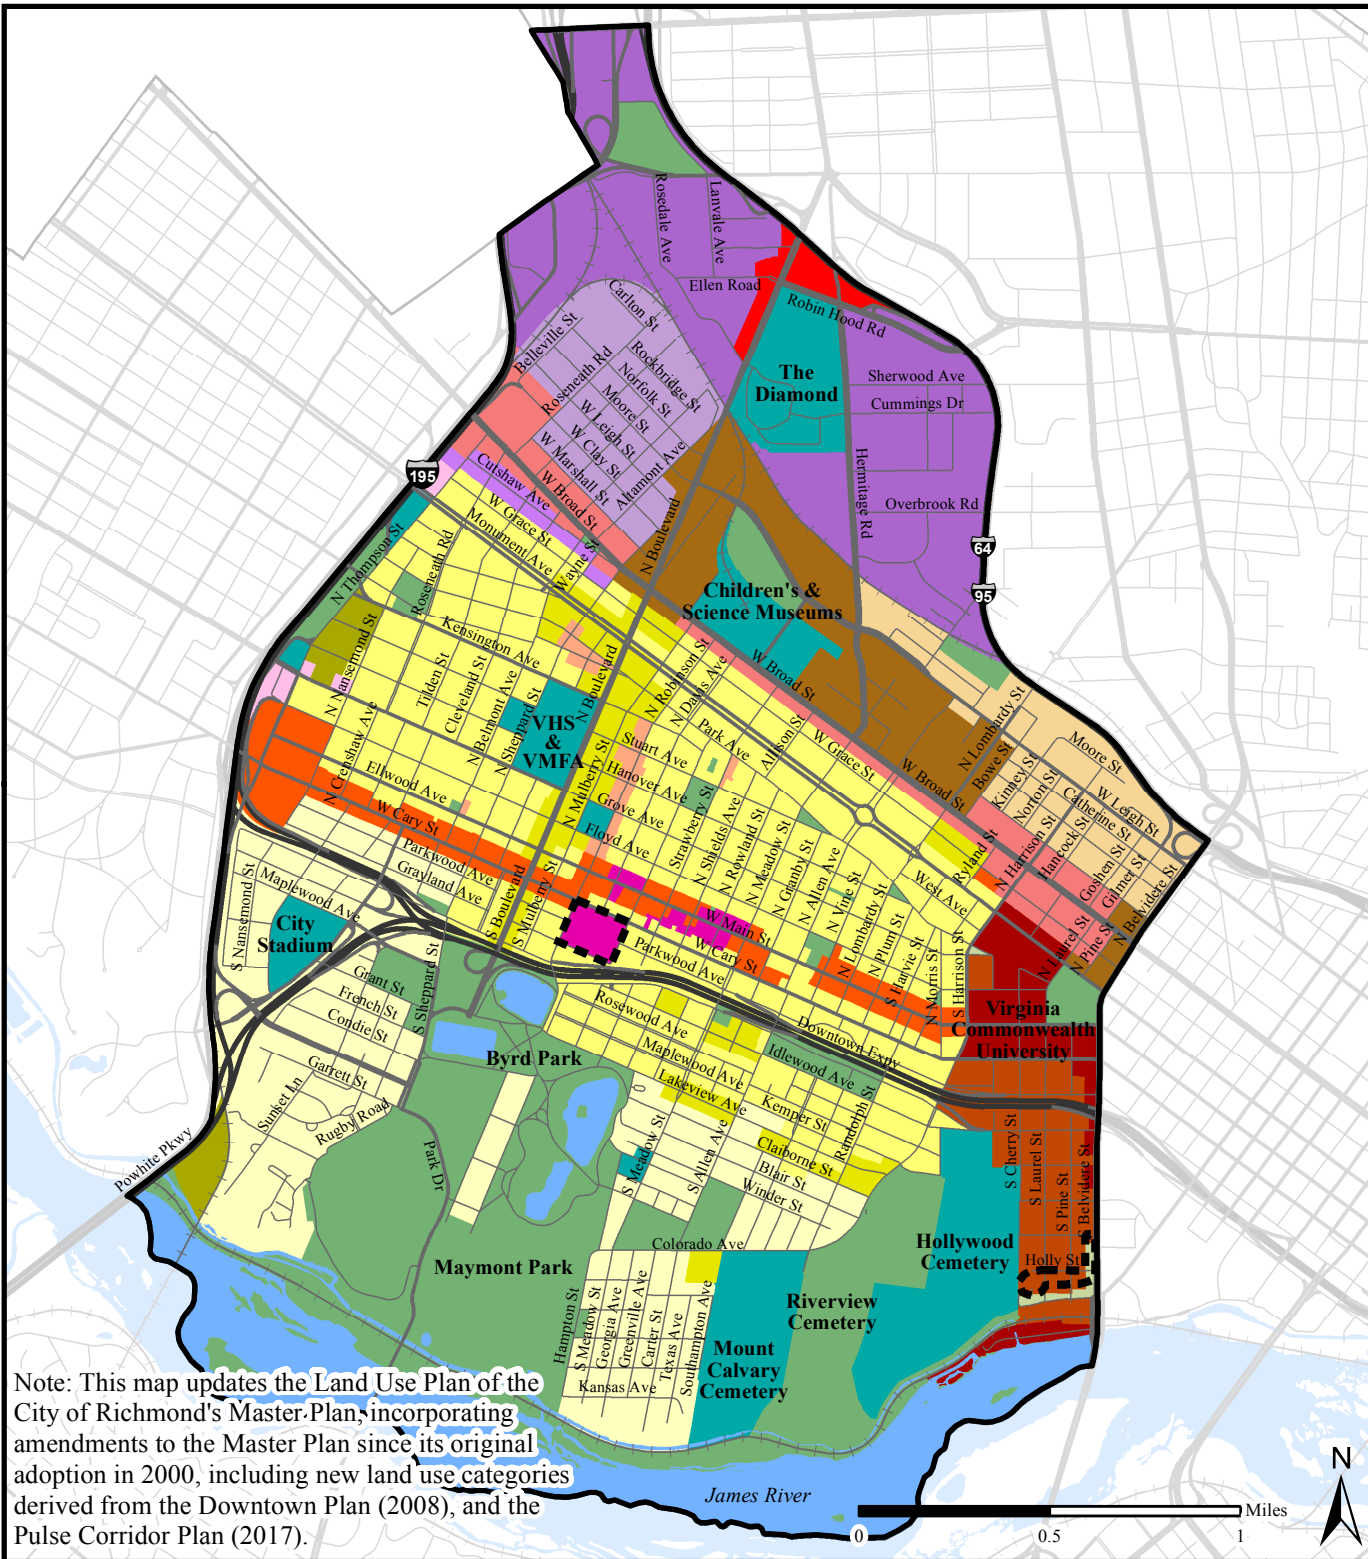 Rosedale Ave
Lanvale Ave
Ellen Road
Robin Hood Rd
Carlton St
Belleville St
Roseneath Rd
Rockbridge St
Norfolk St
Moore St
W Leigh St
W Clay St
W Marshall St
Altamont Ave
The
Diamond
Sherwood Ave
Cummings Dr
Hermitage Rd
Overbrook Rd
195
64
95
Cutshaw Ave
W Broad St
W Grace St
Monument Ave
Wayne St
N Boulevard
N Thompson St
Roseneath Rd
Children's &
Science Museums
N Nansemond St
Kensington Ave
Tilden St
Cleveland St
N Belmont Ave
N Sheppard St
N Boulevard
VHS
&
VMFA
N Robinson St
N Davis Ave
W Broad St
Park Ave
Allison St
W Grace St
W Broad St
N Lombardy St
Bowe St
Moore St
Kinney St
Norton St
W Leigh St
Catherine St
N Crenshaw Ave
Ellwood Ave
N Mulberry St
Stuart Ave
Hanover Ave
Grove Ave
Floyd Ave
Strawberry St
N Shields Ave
N Rowland St
N Meadow St
N Granby St
N Allen Ave
N Vine St
N Lombardy St
N Plum St
S Harvie St
N Morris St
S Harrison St
West Ave
Ryland St
N Harrison St
Hancock St
Goshen St
Gilmer St
N Belvidere St
N Laurel St
N Pine St
W Cary St
Parkwood Ave
Grayland Ave
S Boulevard
S Mulberry St
W Main St
W Cary St
Parkwood Ave
S Nansemond St
Maplewood Ave
City
Stadium
Grant St
French St
Condie St
S Sheppard St
Garrett St
Sunset Ln
Rugby Road
Park Dr
Byrd Park
Rosewood Ave
Maplewood Ave
Lakeview Ave
Downtown Expy
Idlewood Ave
Kemper St
Randolph St
Claiborne St
Blair St
Winder St
S Meadow St
S Allen Ave
Virginia
Commonwealth
University
S Cherry St
S Laurel St
S Pine St
S Belvidere St
Holly St
Powhite Pkwy
Maymont Park
Colorado Ave
Hampton St
S Meadow St
Georgia Ave
Greenville Ave
Carter St
Texas Ave
Southampton Ave
Kansas Ave
Hollywood
Cemetery
Riverview
Cemetery
Mount
Calvary
Cemetery
Note: This map updates the Land Use Plan of the
City of Richmond's Master Plan, incorporating
amendments to the Master Plan since its original
adoption in 2000, including new land use categories
derived from the Downtown Plan (2008), and the
Pulse Corridor Plan (2017).
James River
Miles
0 0.5 1
N